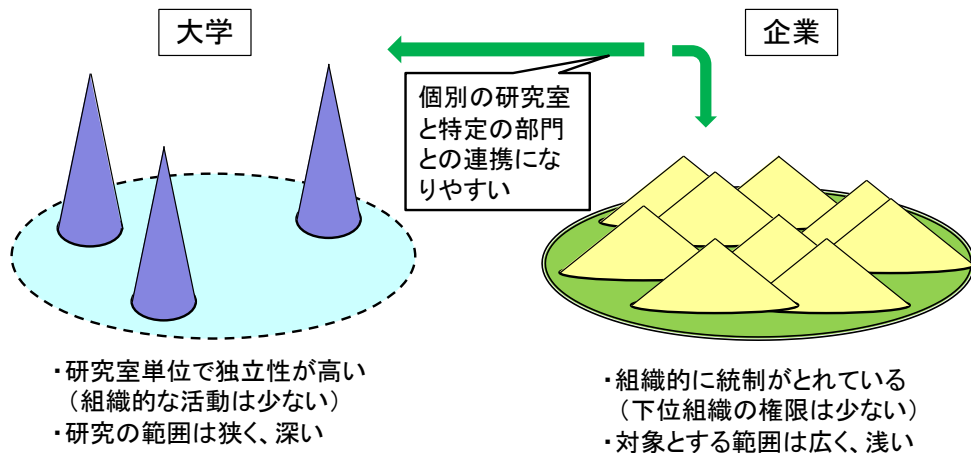 大学
企業
個別の研究室
と特定の部門
との連携にな
りやすい
・研究室単位で独立性が高い
（組織的な活動は少ない）
・研究の範囲は狭く、深い
・組織的に統制がとれている
（下位組織の権限は少ない）
・対象とする範囲は広く、浅い